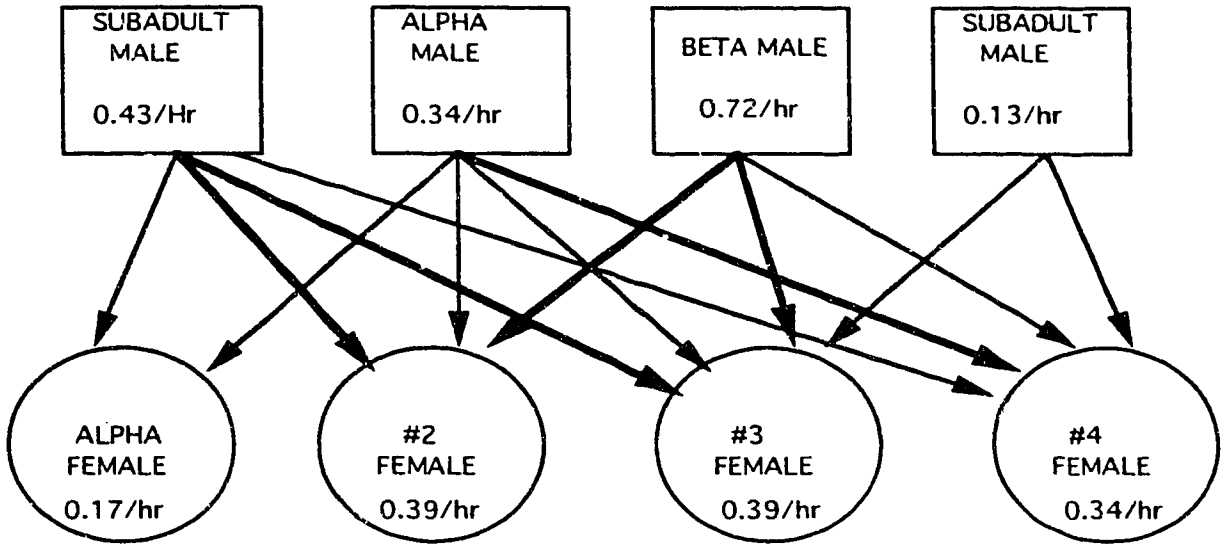 SUBADULT
MALE
0.43/Hr
ALPHA
MALE
0.34/hr
BETA MALE
0.72/hr
SUBADULT
MALE
0.13/hr
ALPHA
FEMALE
0.17/hr
#2
FEMALE
0.39/hr
#3
FEMALE
0.39/hr
#4
FEMALE
0.34/hr